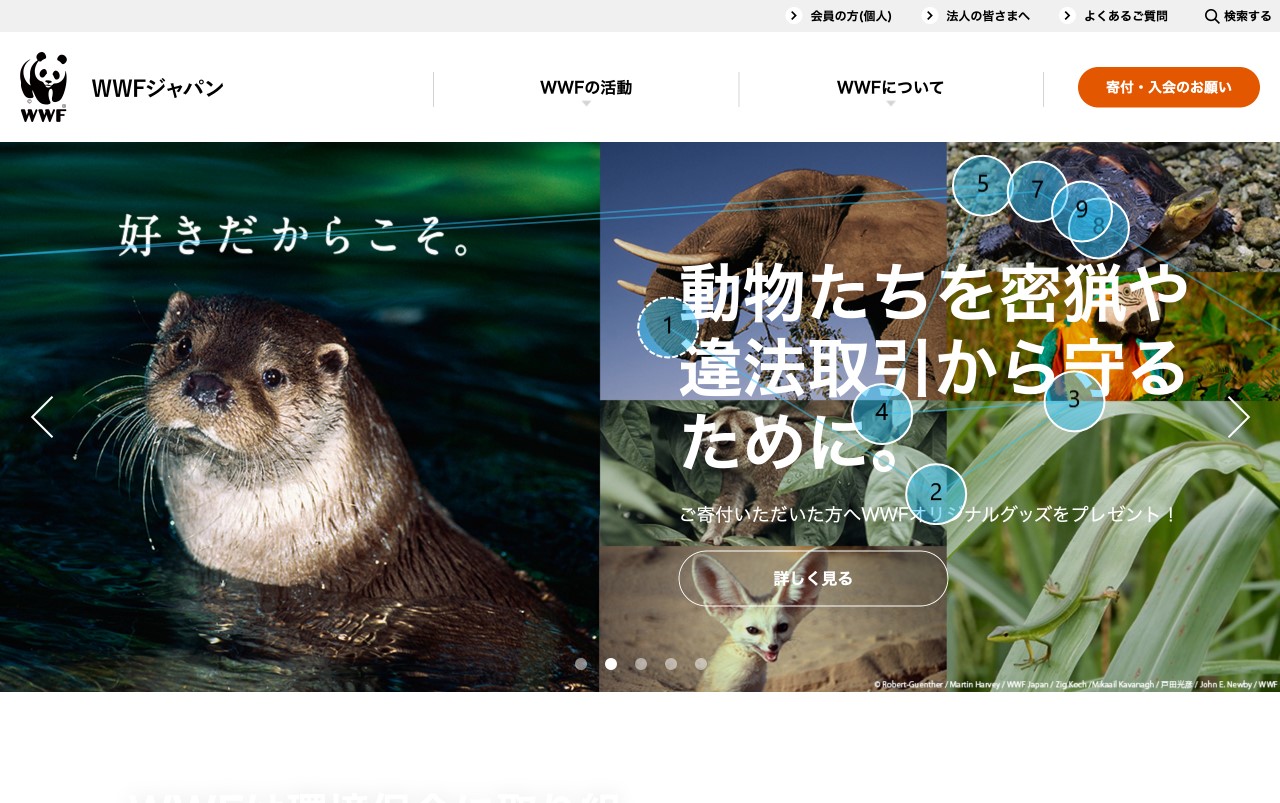 会員の方(個人)
法人の皆さまへ
よくあるご質問
検索する
WWF
WWFジャパン
WWFの活動
WWFについて
寄付・入会のお願い
好きだからこそ。
5
7
9
8
動物たちを密猟や
1
違法取引から守る
3
4
ために。
2
ご寄付いただいた方へWWFオリジナルグッズをプレゼント！
詳しく見る
© Robert-Guenther / Martin Harvey / WWF Japan / Zig Koch /Mikaail Kavanagh / 戸田光彦 / John E. Newby / WWF